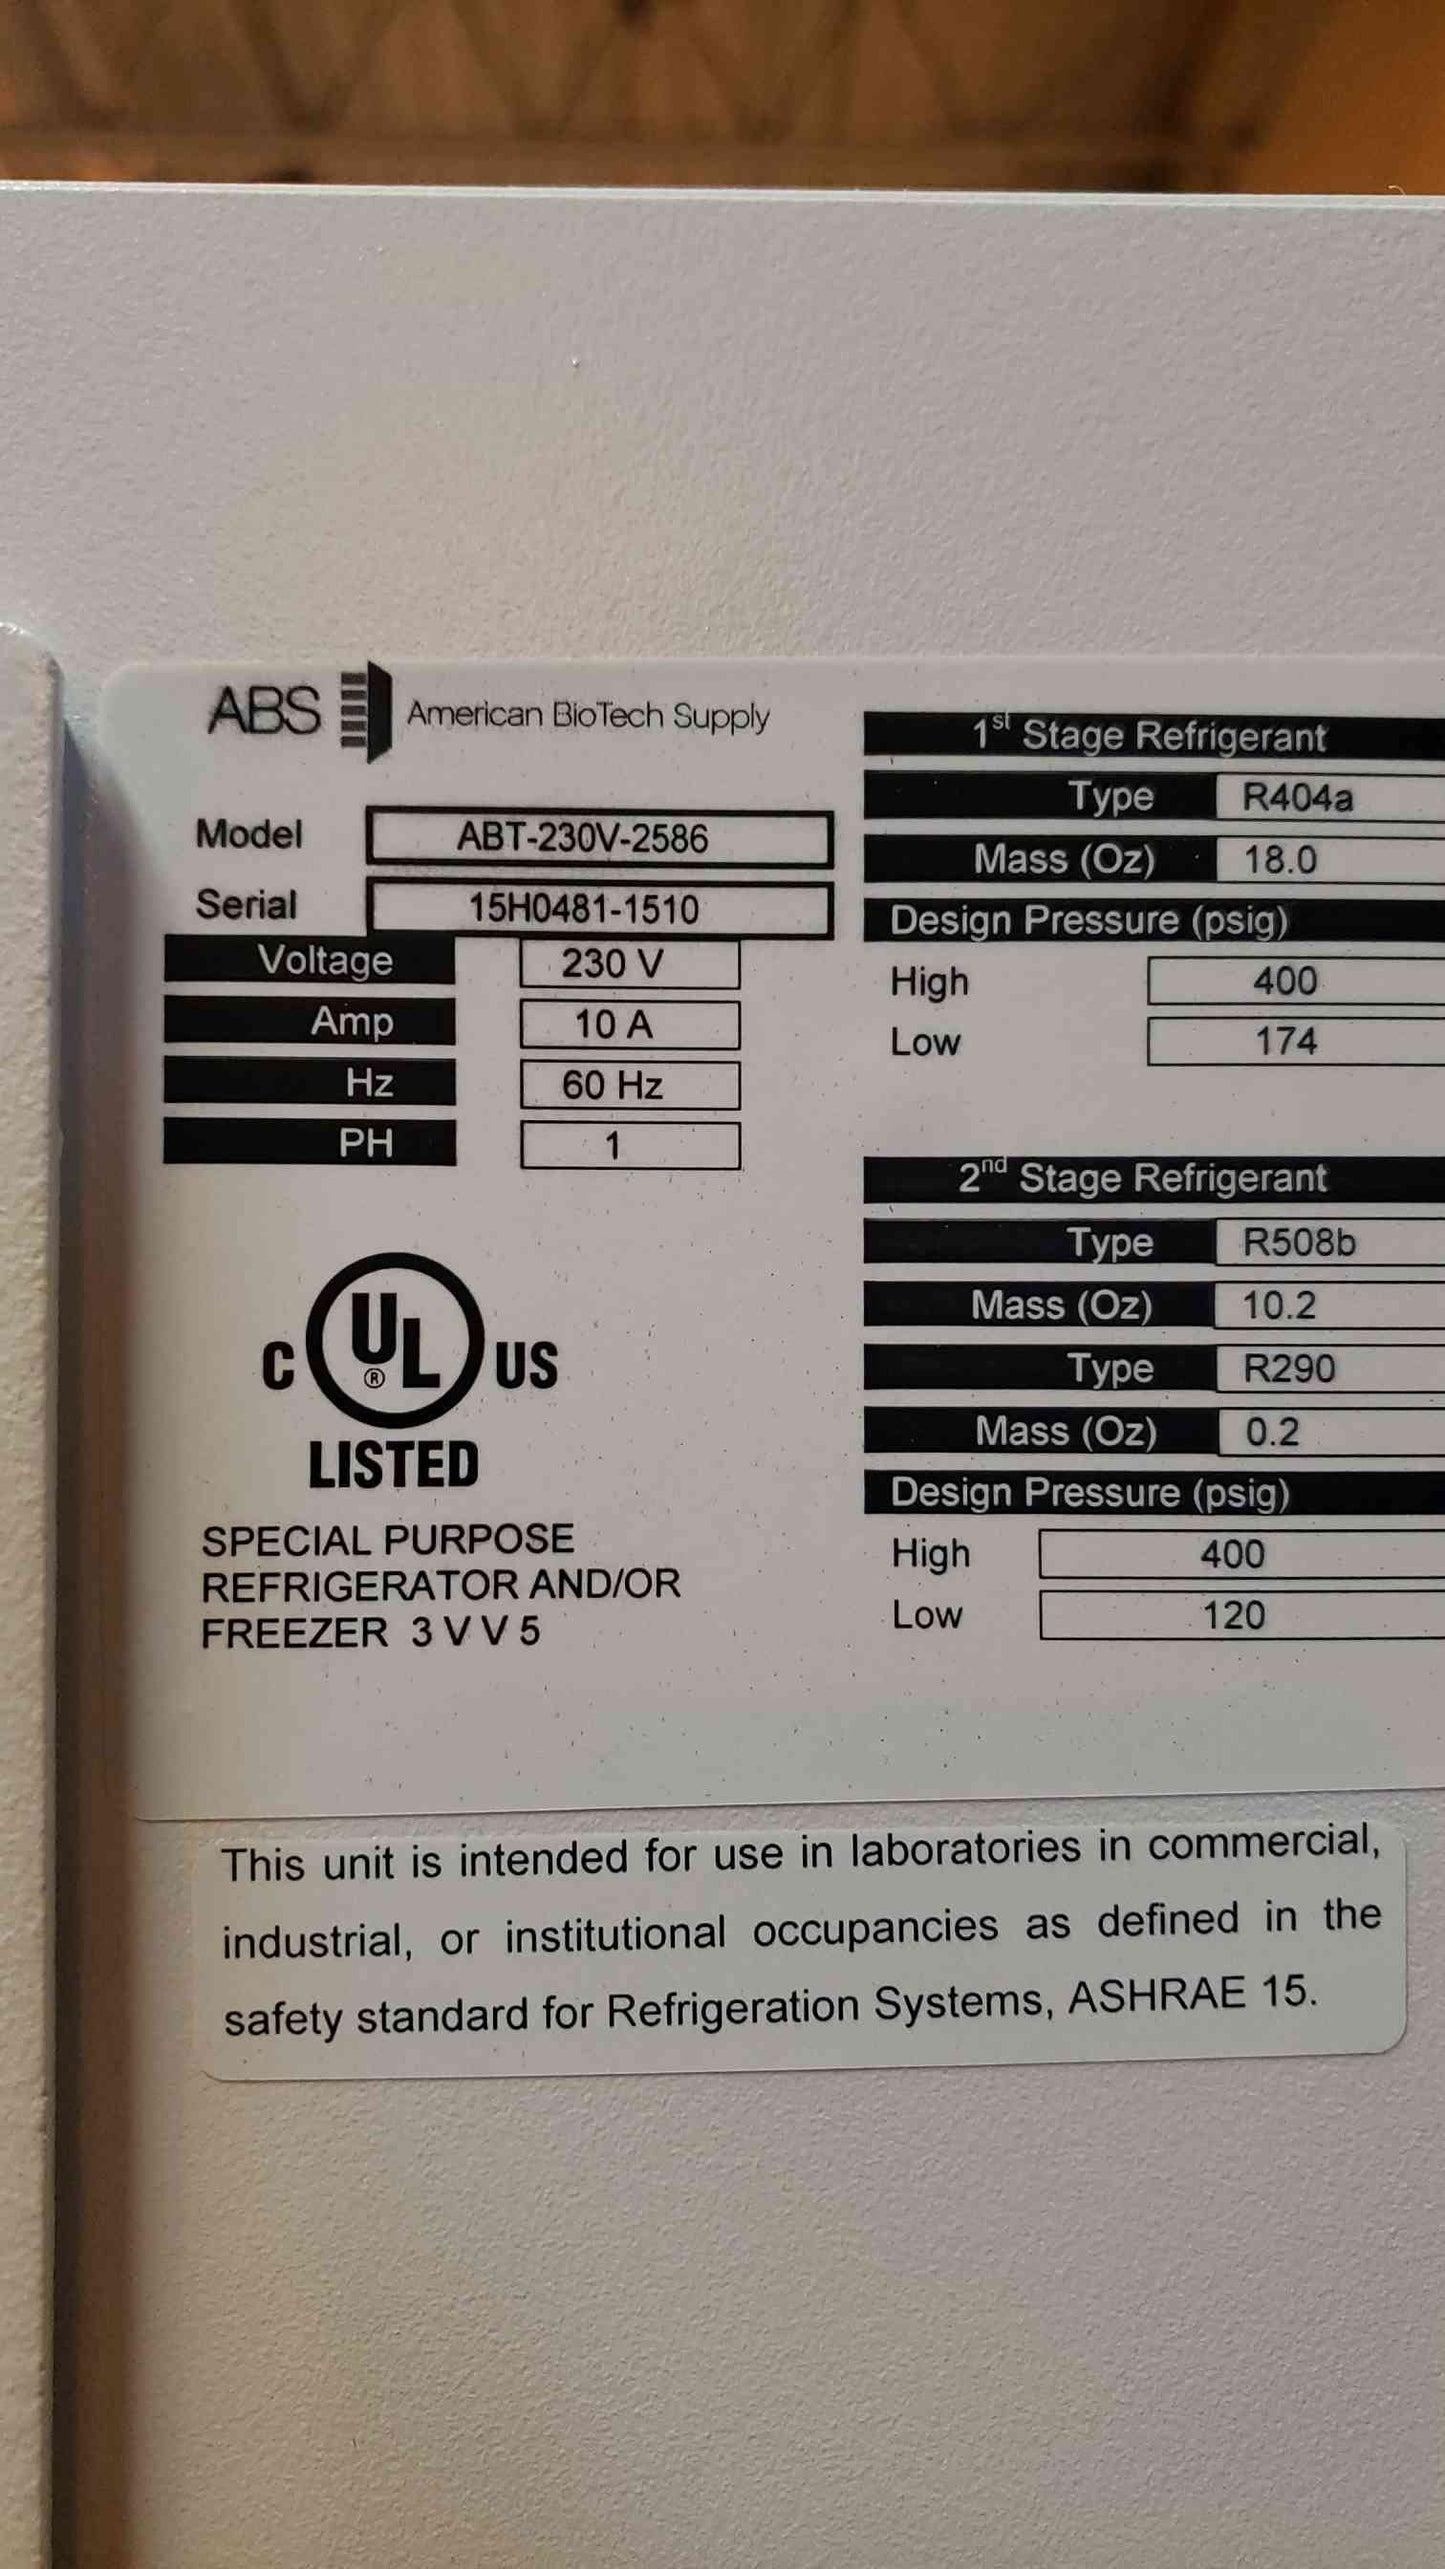 ABS American BioTech Supply
Model ABT-230V-2586
Serial 15H0481-1510
Voltage 230 V
Amp 10 A
Hz 60 Hz
PH 1
C UL® US
LISTED
SPECIAL PURPOSE
REFRIGERATOR AND/OR
FREEZER 3 V V 5
1st Stage Refrigerant
Type R404a
Mass (Oz) 18.0
Design Pressure (psig)
High 400
Low 174
2nd Stage Refrigerant
Type R508b
Mass (Oz) 10.2
Type R290
Mass (Oz) 0.2
Design Pressure (psig)
High 400
Low 120
This unit is intended for use in laboratories in commercial,
industrial, or institutional occupancies as defined in the
safety standard for Refrigeration Systems, ASHRAE 15.